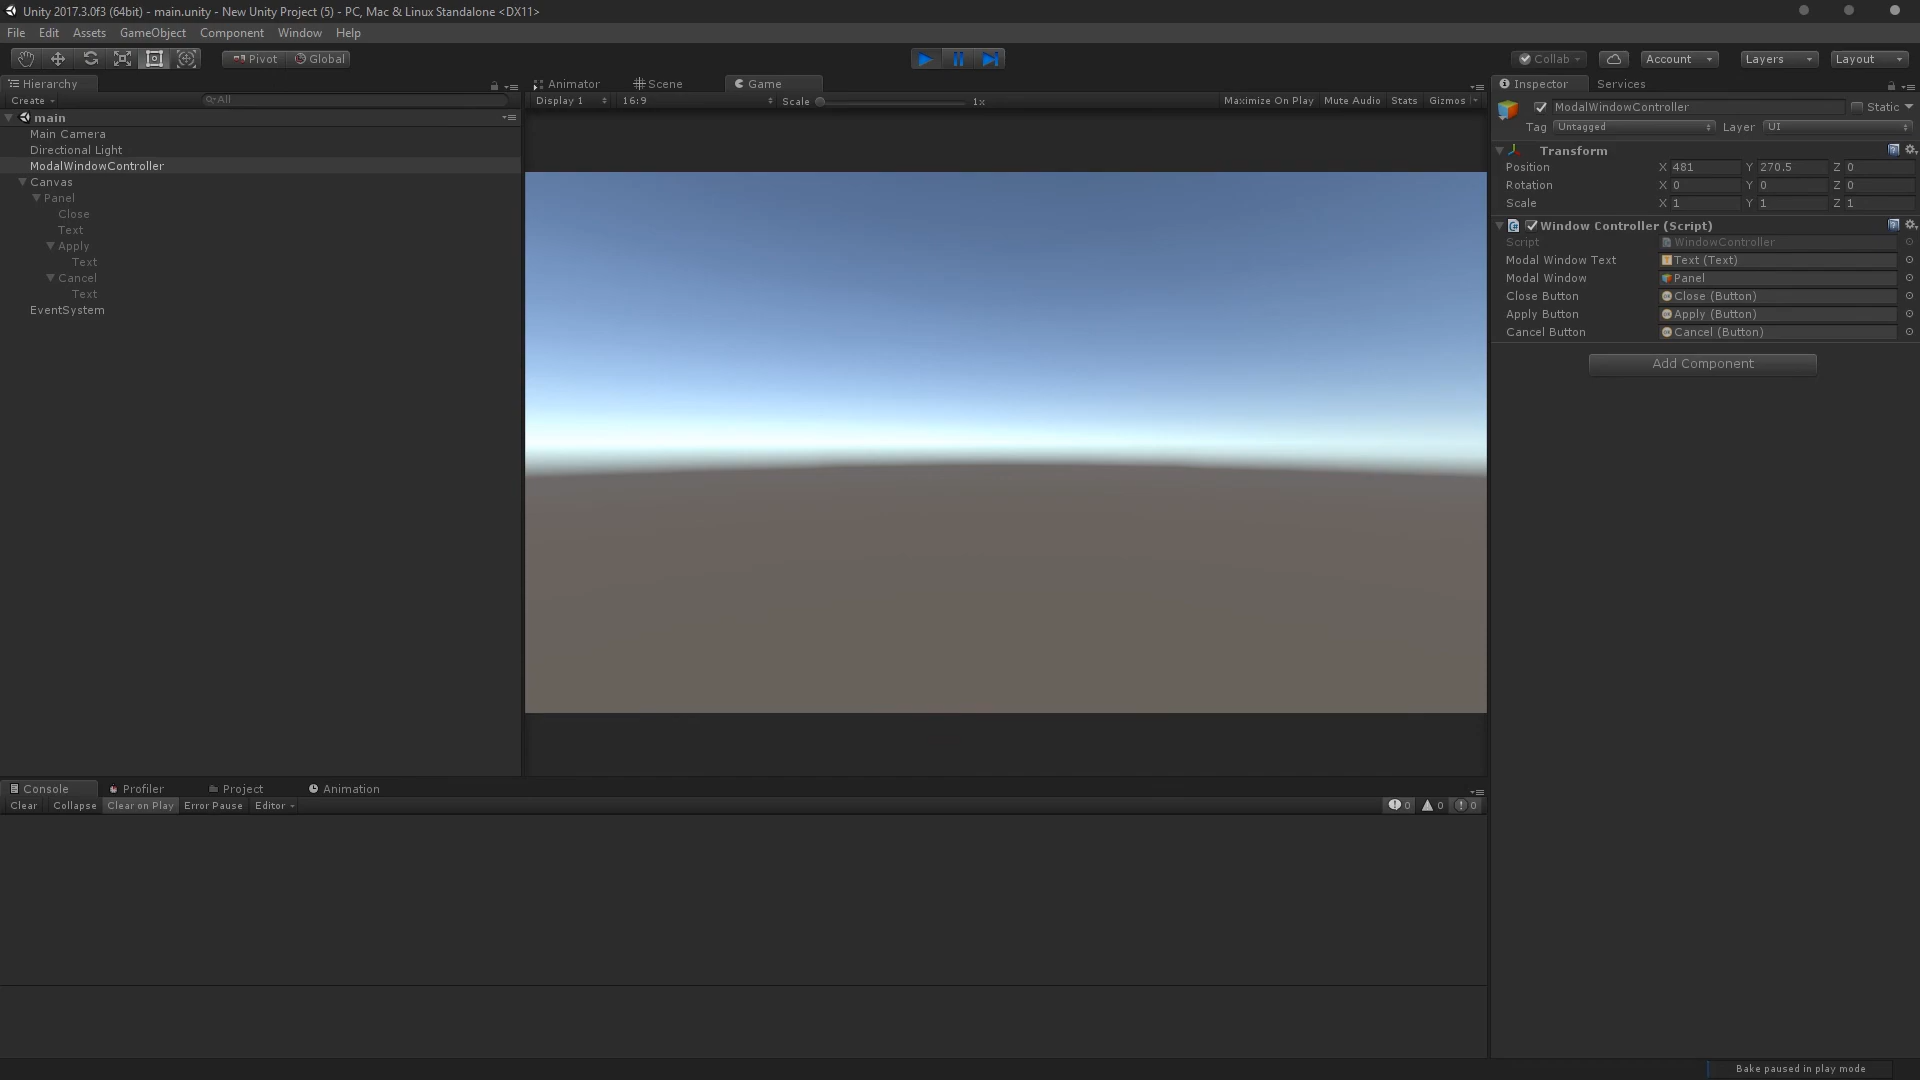 Unity 2017.3.0f3 (64bit) - main.unity - New Unity Project (5) - PC, Mac & Linux Standalone <DX11>
File Edit Assets GameObject Component Window Help
Pivot Global Collab Account Layers Layout
Hierarchy
Create All
main
Main Camera
Directional Light
ModalWindowController
Canvas
Panel
Close
Text
Apply
Text
Cancel
Text
EventSystem
Animator Scene Game
Display 1 16:9 Scale 1x Maximize On Play Mute Audio Stats Gizmos
Inspector Services
ModalWindowController Static
Tag Untagged Layer UI
Transform
Position X 481 Y 270.5 Z 0
Rotation X 0 Y 0 Z 0
Scale X 1 Y 1 Z 1
Window Controller (Script)
Script WindowController
Modal Window Text Text (Text)
Modal Window Panel
Close Button Close (Button)
Apply Button Apply (Button)
Cancel Button Cancel (Button)
Add Component
Console Profiler Project Animation
Clear Collapse Clear on Play Error Pause Editor 0 0 0
Bake paused in play mode